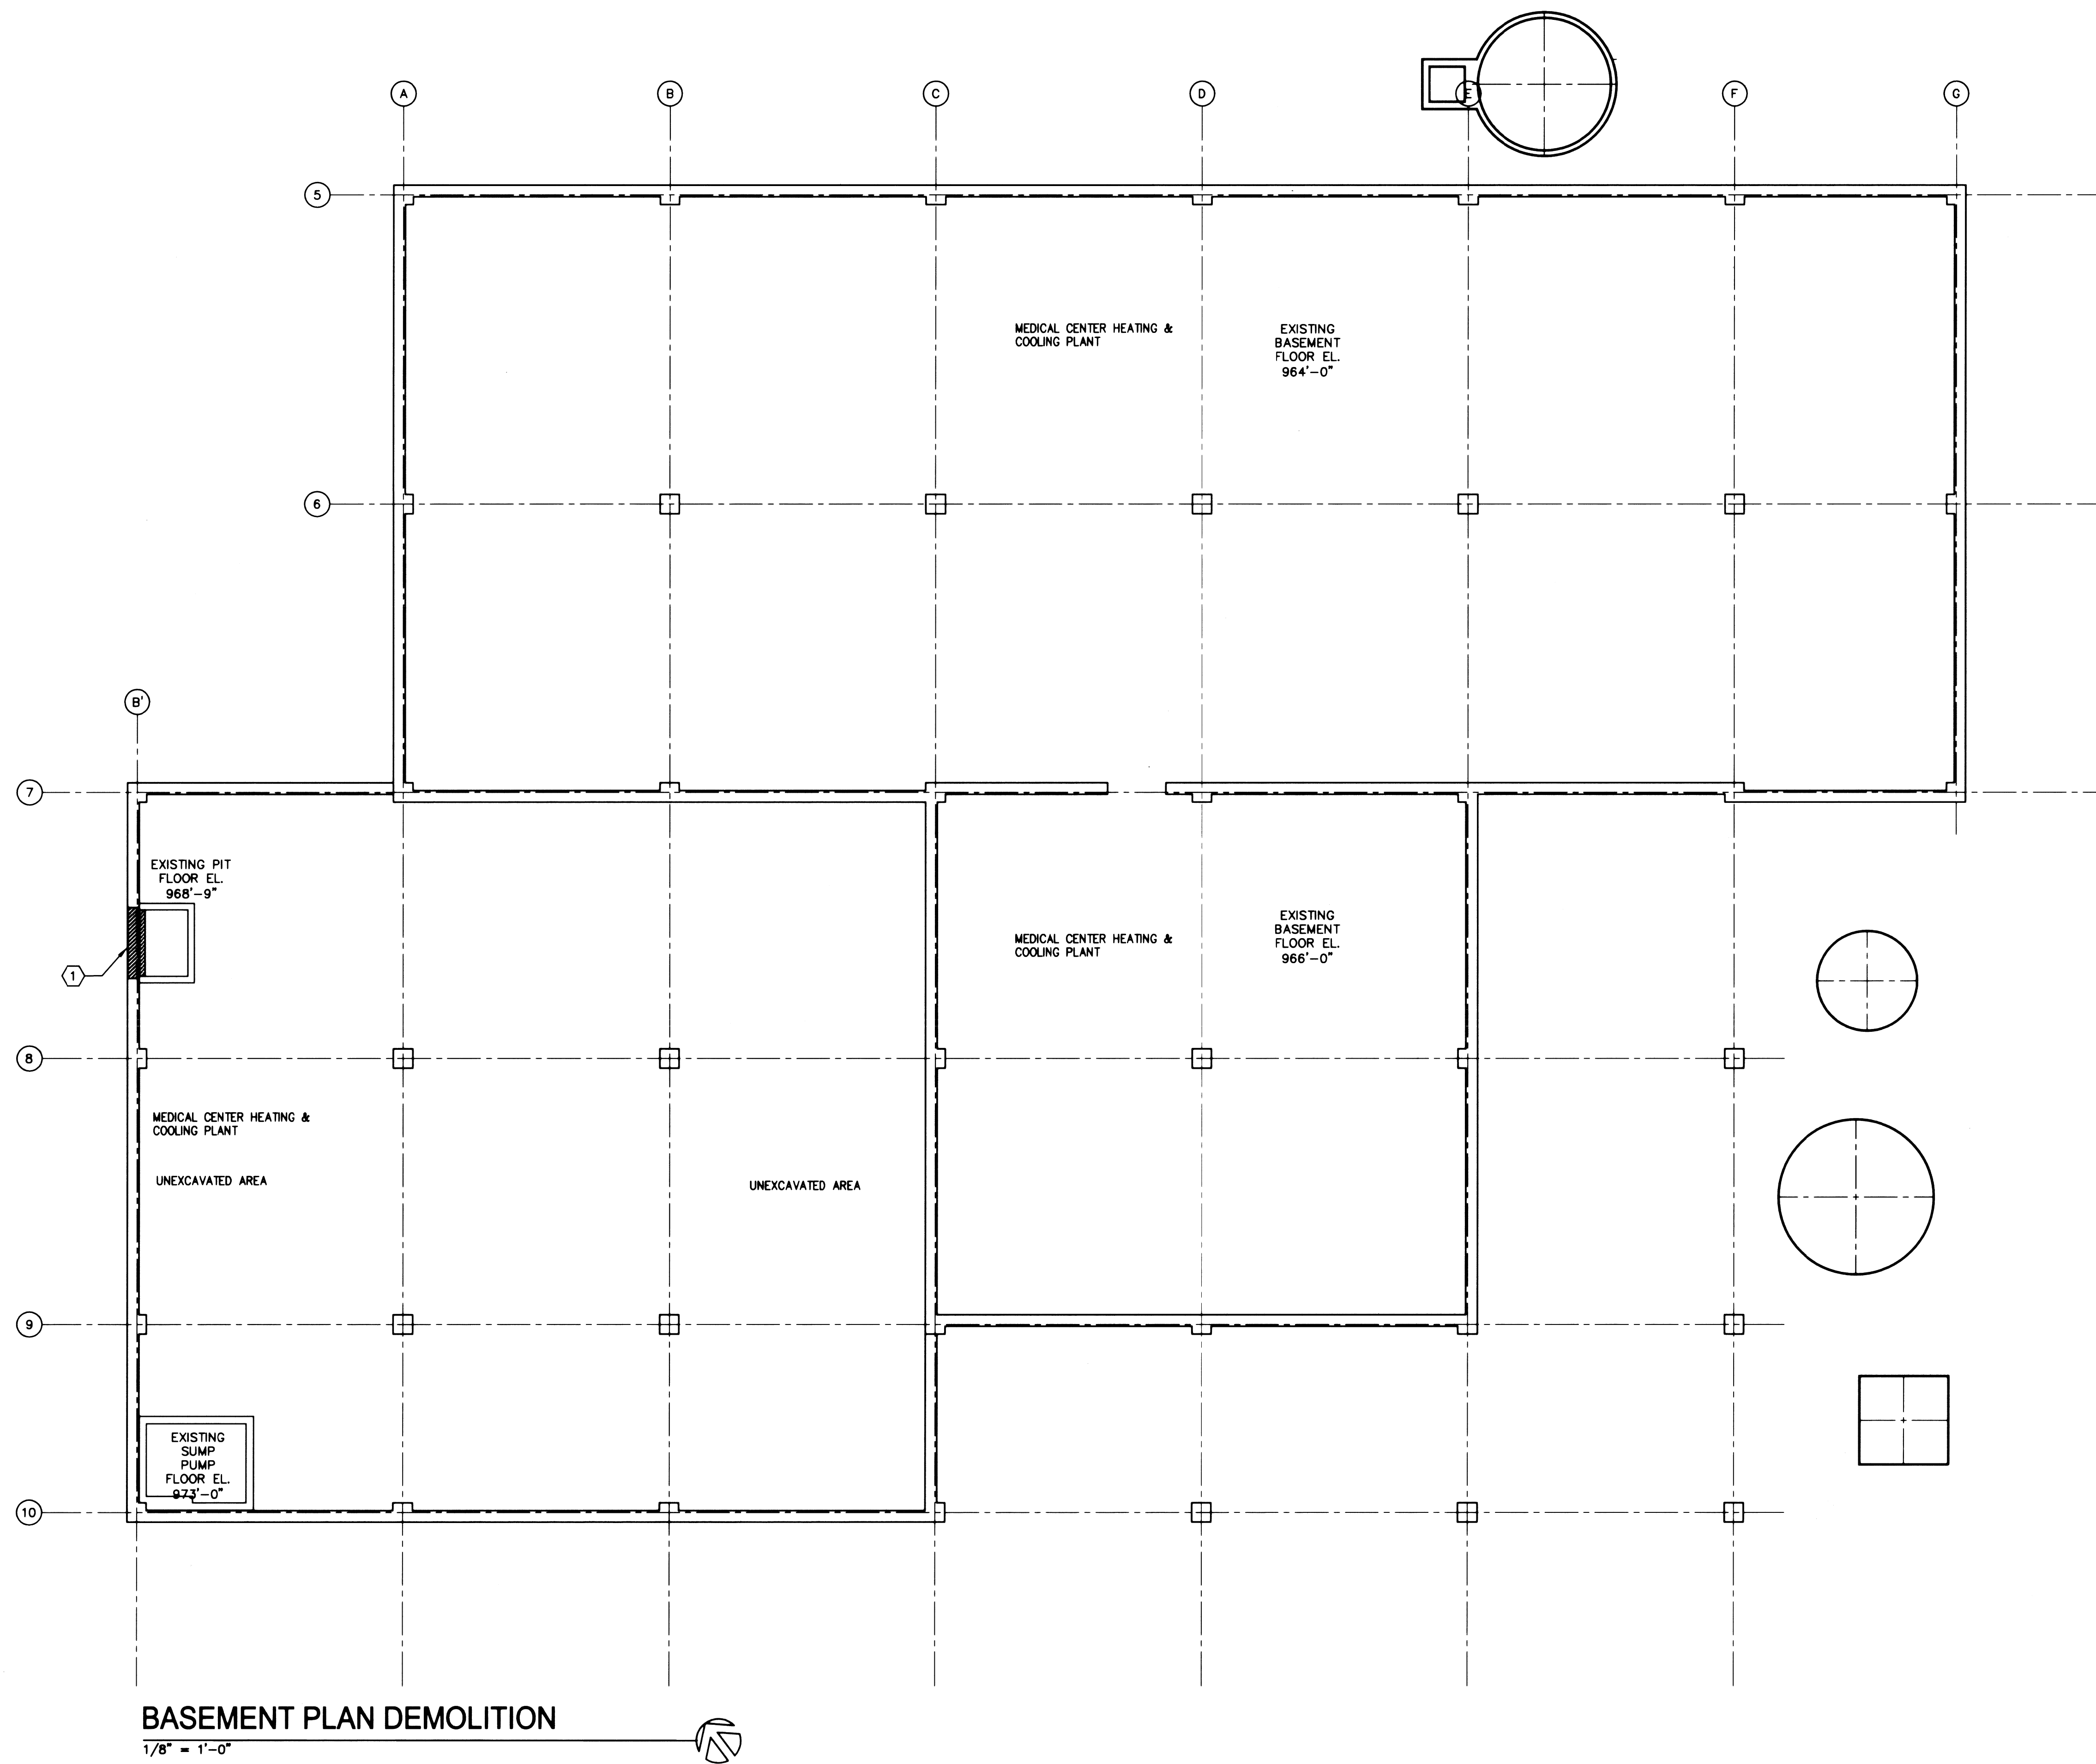 A
B
C
D
E
F
G
5
MEDICAL CENTER HEATING &
COOLING PLANT
EXISTING
BASEMENT
FLOOR EL.
964'-0"
6
B'
7
EXISTING PIT
FLOOR EL.
968'-9"
1
MEDICAL CENTER HEATING &
COOLING PLANT
EXISTING
BASEMENT
FLOOR EL.
966'-0"
8
MEDICAL CENTER HEATING &
COOLING PLANT
UNEXCAVATED AREA
UNEXCAVATED AREA
9
EXISTING
SUMP
PUMP
FLOOR EL.
973'-0"
10
BASEMENT PLAN DEMOLITION
1/8" = 1'-0"